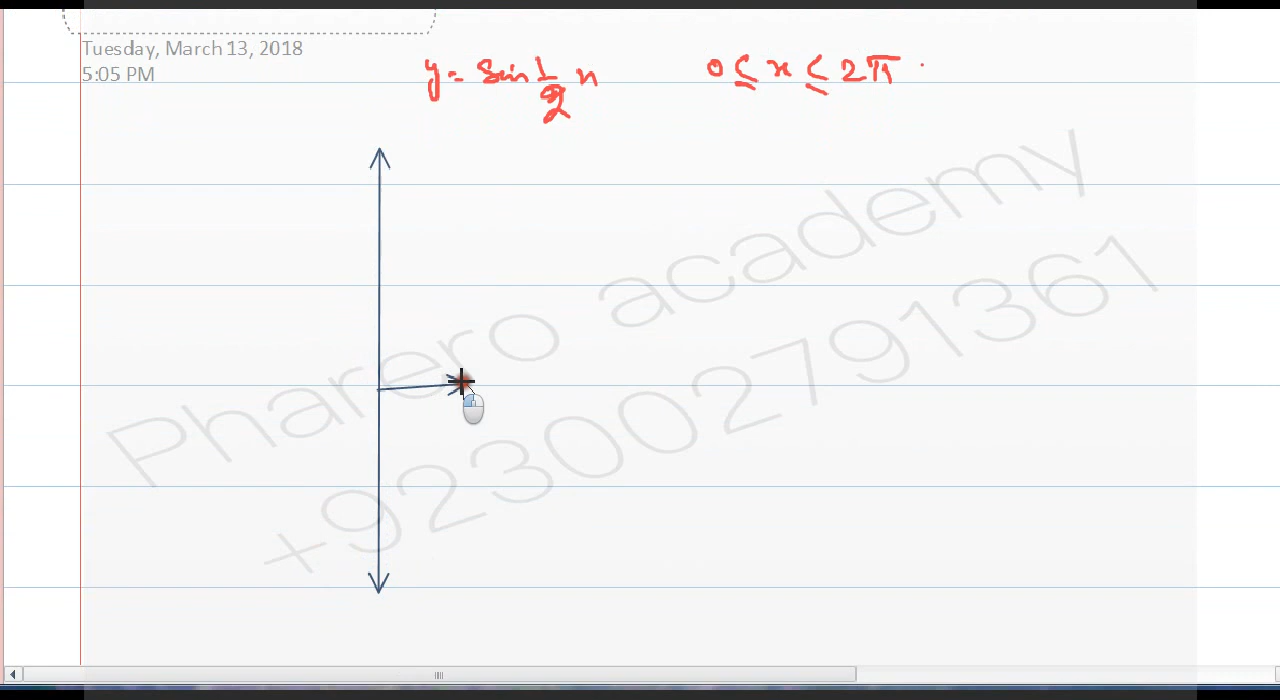 Tuesday, March 13, 2018
5:05 PM
y = sin 1/2 x 0 ≤ x ≤ 2π
Pharero academy
+923002791361